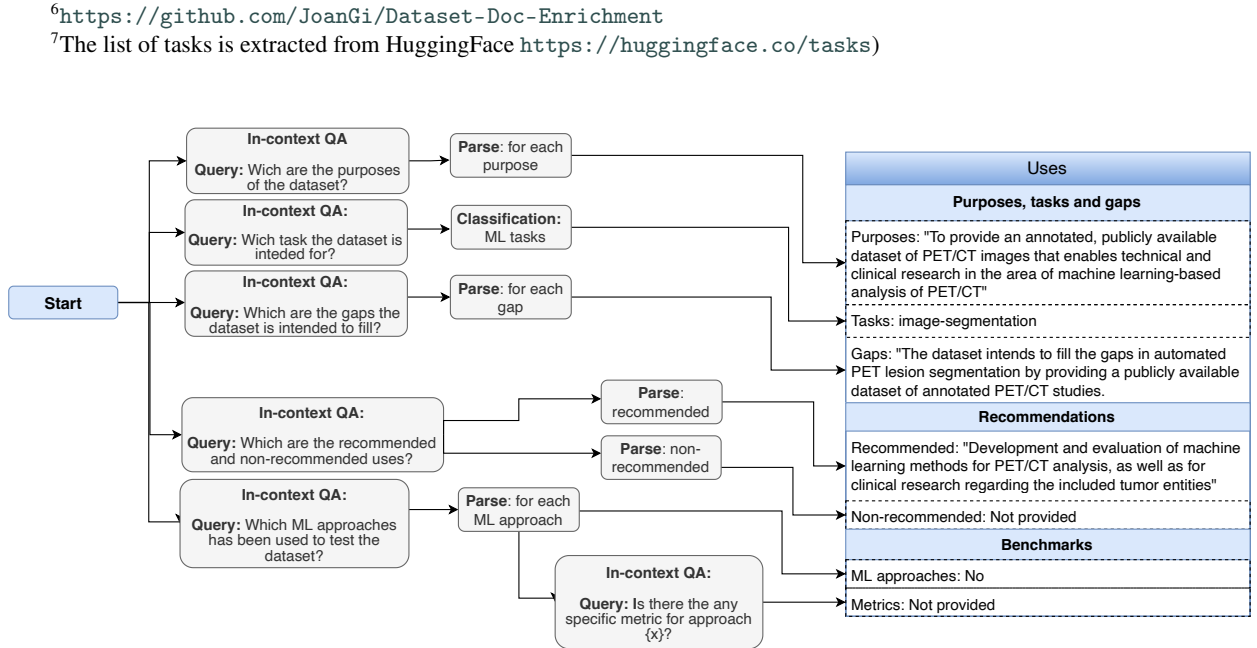 6https://github.com/JoanGi/Dataset-Doc-Enrichment
7The list of tasks is extracted from HuggingFace https://huggingface.co/tasks)
Start
In-context QA
Query: Wich are the purposes
of the dataset?
Parse: for each
purpose
In-context QA:
Query: Wich task the dataset is
inteded for?
Classification:
ML tasks
In-context QA:
Query: Which are the gaps the
dataset is intended to fill?
Parse: for each
gap
In-context QA:
Query: Which are the recommended
and non-recommended uses?
Parse:
recommended
Parse: non-
recommended
In-context QA:
Query: Which ML approaches
has been used to test the
dataset?
Parse: for each
ML approach
In-context QA:
Query: Is there the any
specific metric for approach
{x}?
Uses
Purposes, tasks and gaps
Purposes: "To provide an annotated, publicly available
dataset of PET/CT images that enables technical and
clinical research in the area of machine learning-based
analysis of PET/CT"
Tasks: image-segmentation
Gaps: "The dataset intends to fill the gaps in automated
PET lesion segmentation by providing a publicly available
dataset of annotated PET/CT studies.
Recommendations
Recommended: "Development and evaluation of machine
learning methods for PET/CT analysis, as well as for
clinical research regarding the included tumor entities"
Non-recommended: Not provided
Benchmarks
ML approaches: No
Metrics: Not provided